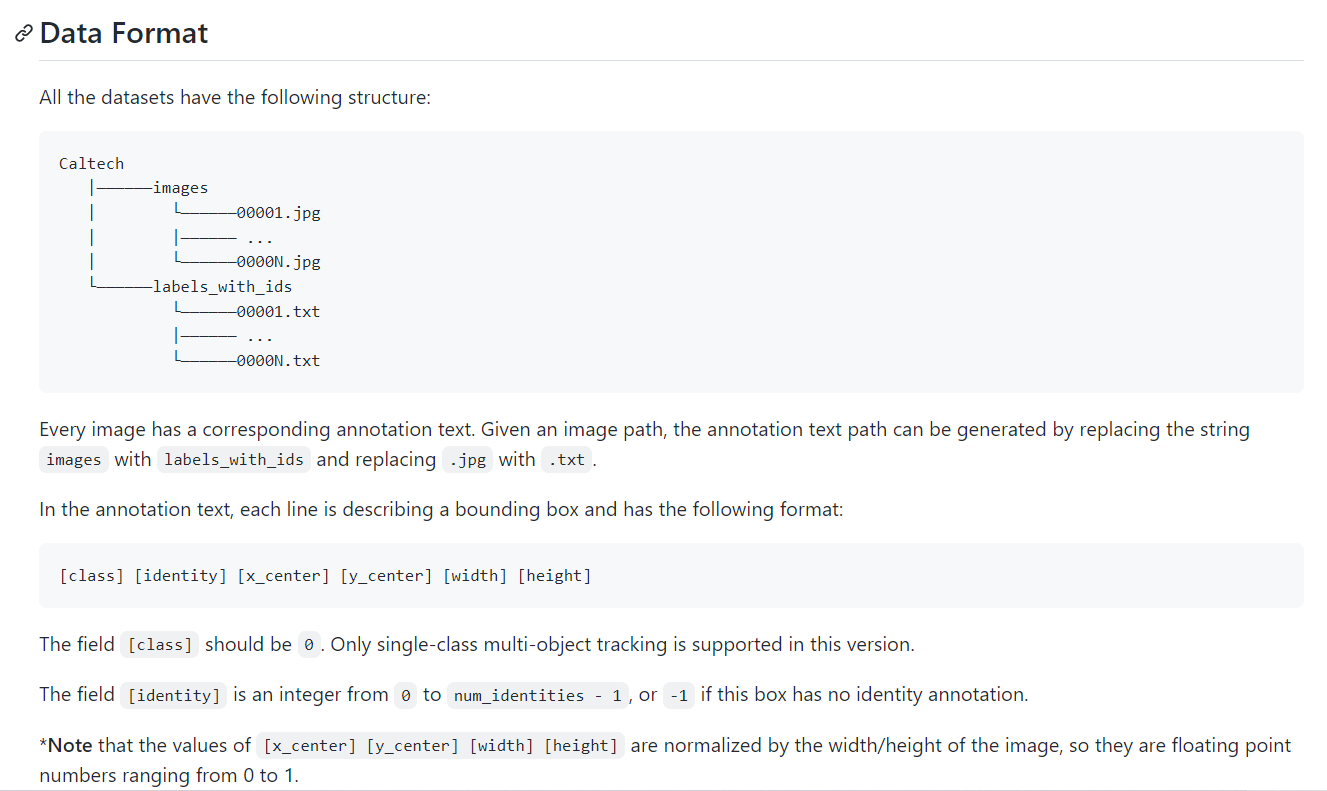 Data Format
All the datasets have the following structure:
Caltech
   |——————images
   |        └——————00001.jpg
   |        |—————— ...
   |        └——————0000N.jpg
   └——————labels_with_ids
            └——————00001.txt
            |—————— ...
            └——————0000N.txt
Every image has a corresponding annotation text. Given an image path, the annotation text path can be generated by replacing the string
images with labels_with_ids and replacing .jpg with .txt.
In the annotation text, each line is describing a bounding box and has the following format:
[class] [identity] [x_center] [y_center] [width] [height]
The field [class] should be 0. Only single-class multi-object tracking is supported in this version.
The field [identity] is an integer from 0 to num_identities - 1, or -1 if this box has no identity annotation.
*Note that the values of [x_center] [y_center] [width] [height] are normalized by the width/height of the image, so they are floating point
numbers ranging from 0 to 1.